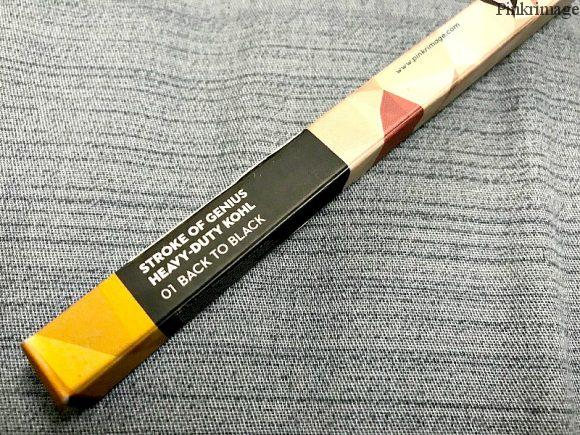 Pinkrimage
www.pinkrimage.com
STROKE OF GENIUS
HEAVY-DUTY KOHL
01 BACK TO BLACK